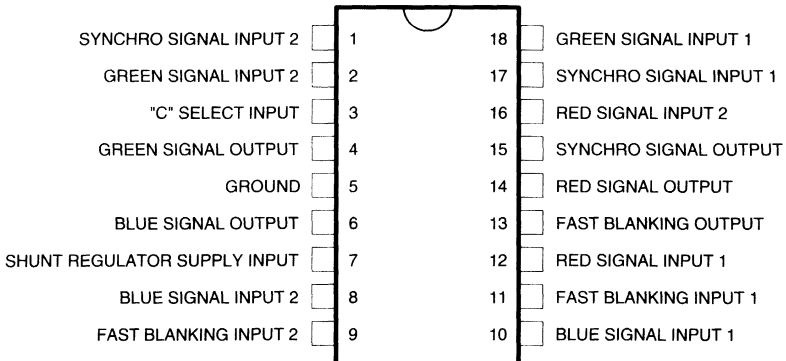 SYNCHRO SIGNAL INPUT 2 1 18 GREEN SIGNAL INPUT 1
GREEN SIGNAL INPUT 2 2 17 SYNCHRO SIGNAL INPUT 1
"C" SELECT INPUT 3 16 RED SIGNAL INPUT 2
GREEN SIGNAL OUTPUT 4 15 SYNCHRO SIGNAL OUTPUT
GROUND 5 14 RED SIGNAL OUTPUT
BLUE SIGNAL OUTPUT 6 13 FAST BLANKING OUTPUT
SHUNT REGULATOR SUPPLY INPUT 7 12 RED SIGNAL INPUT 1
BLUE SIGNAL INPUT 2 8 11 FAST BLANKING INPUT 1
FAST BLANKING INPUT 2 9 10 BLUE SIGNAL INPUT 1